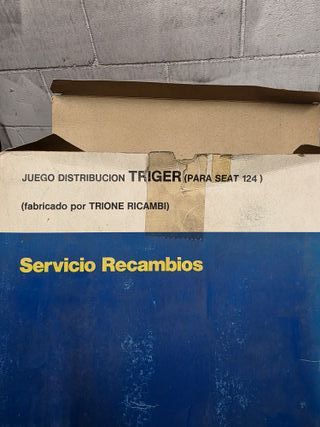 JUEGO DISTRIBUCION TRIGER (PARA SEAT 124)
(fabricado por TRIONE RICAMBI)
Servicio Recambios